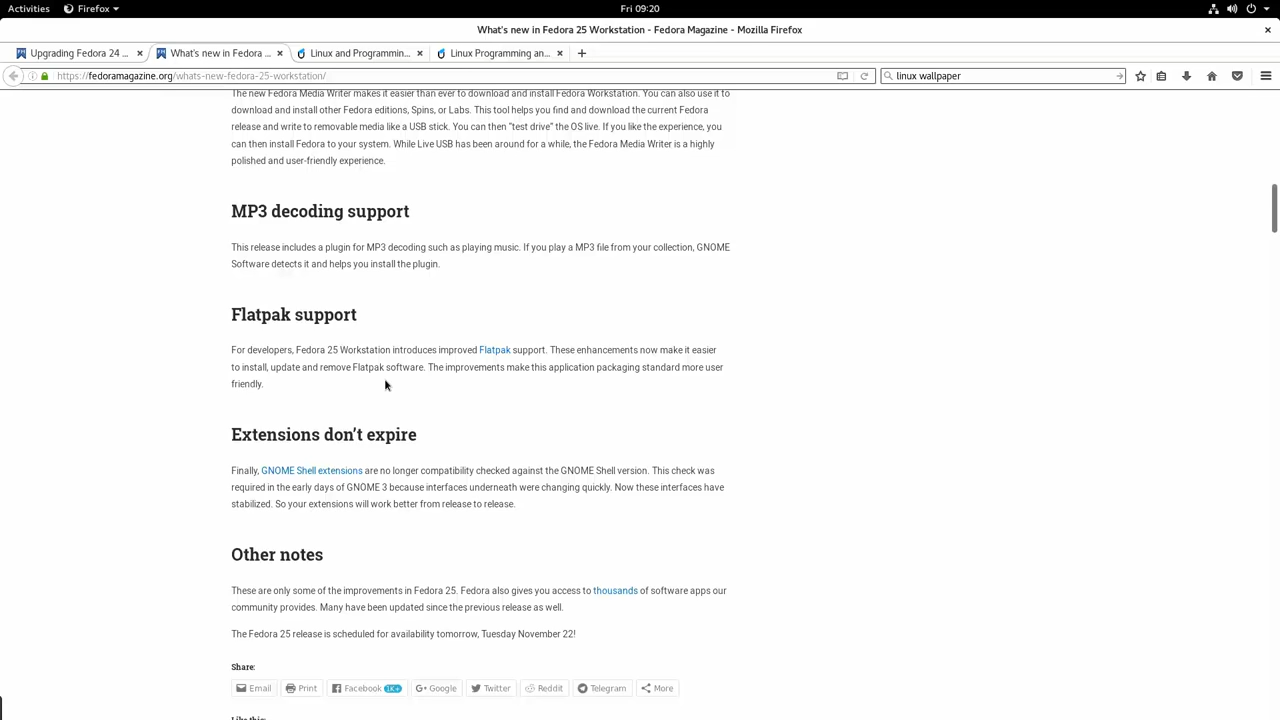 Activities Firefox Fri 09:20
What's new in Fedora 25 Workstation - Fedora Magazine - Mozilla Firefox
Upgrading Fedora 24 ... What's new in Fedora ... Linux and Programmin... Linux Programming an...
https://fedoramagazine.org/whats-new-fedora-25-workstation/ linux wallpaper
The new Fedora Media Writer makes it easier than ever to download and install Fedora Workstation. You can also use it to
download and install other Fedora editions, Spins, or Labs. This tool helps you find and download the current Fedora
release and write to removable media like a USB stick. You can then "test drive" the OS live. If you like the experience, you
can then install Fedora to your system. While Live USB has been around for a while, the Fedora Media Writer is a highly
polished and user-friendly experience.
MP3 decoding support
This release includes a plugin for MP3 decoding such as playing music. If you play a MP3 file from your collection, GNOME
Software detects it and helps you install the plugin.
Flatpak support
For developers, Fedora 25 Workstation introduces improved Flatpak support. These enhancements now make it easier
to install, update and remove Flatpak software. The improvements make this application packaging standard more user
friendly.
Extensions don’t expire
Finally, GNOME Shell extensions are no longer compatibility checked against the GNOME Shell version. This check was
required in the early days of GNOME 3 because interfaces underneath were changing quickly. Now these interfaces have
stabilized. So your extensions will work better from release to release.
Other notes
These are only some of the improvements in Fedora 25. Fedora also gives you access to thousands of software apps our
community provides. Many have been updated since the previous release as well.
The Fedora 25 release is scheduled for availability tomorrow, Tuesday November 22!
Share:
Email Print Facebook 1K+ Google Twitter Reddit Telegram More
Like this: